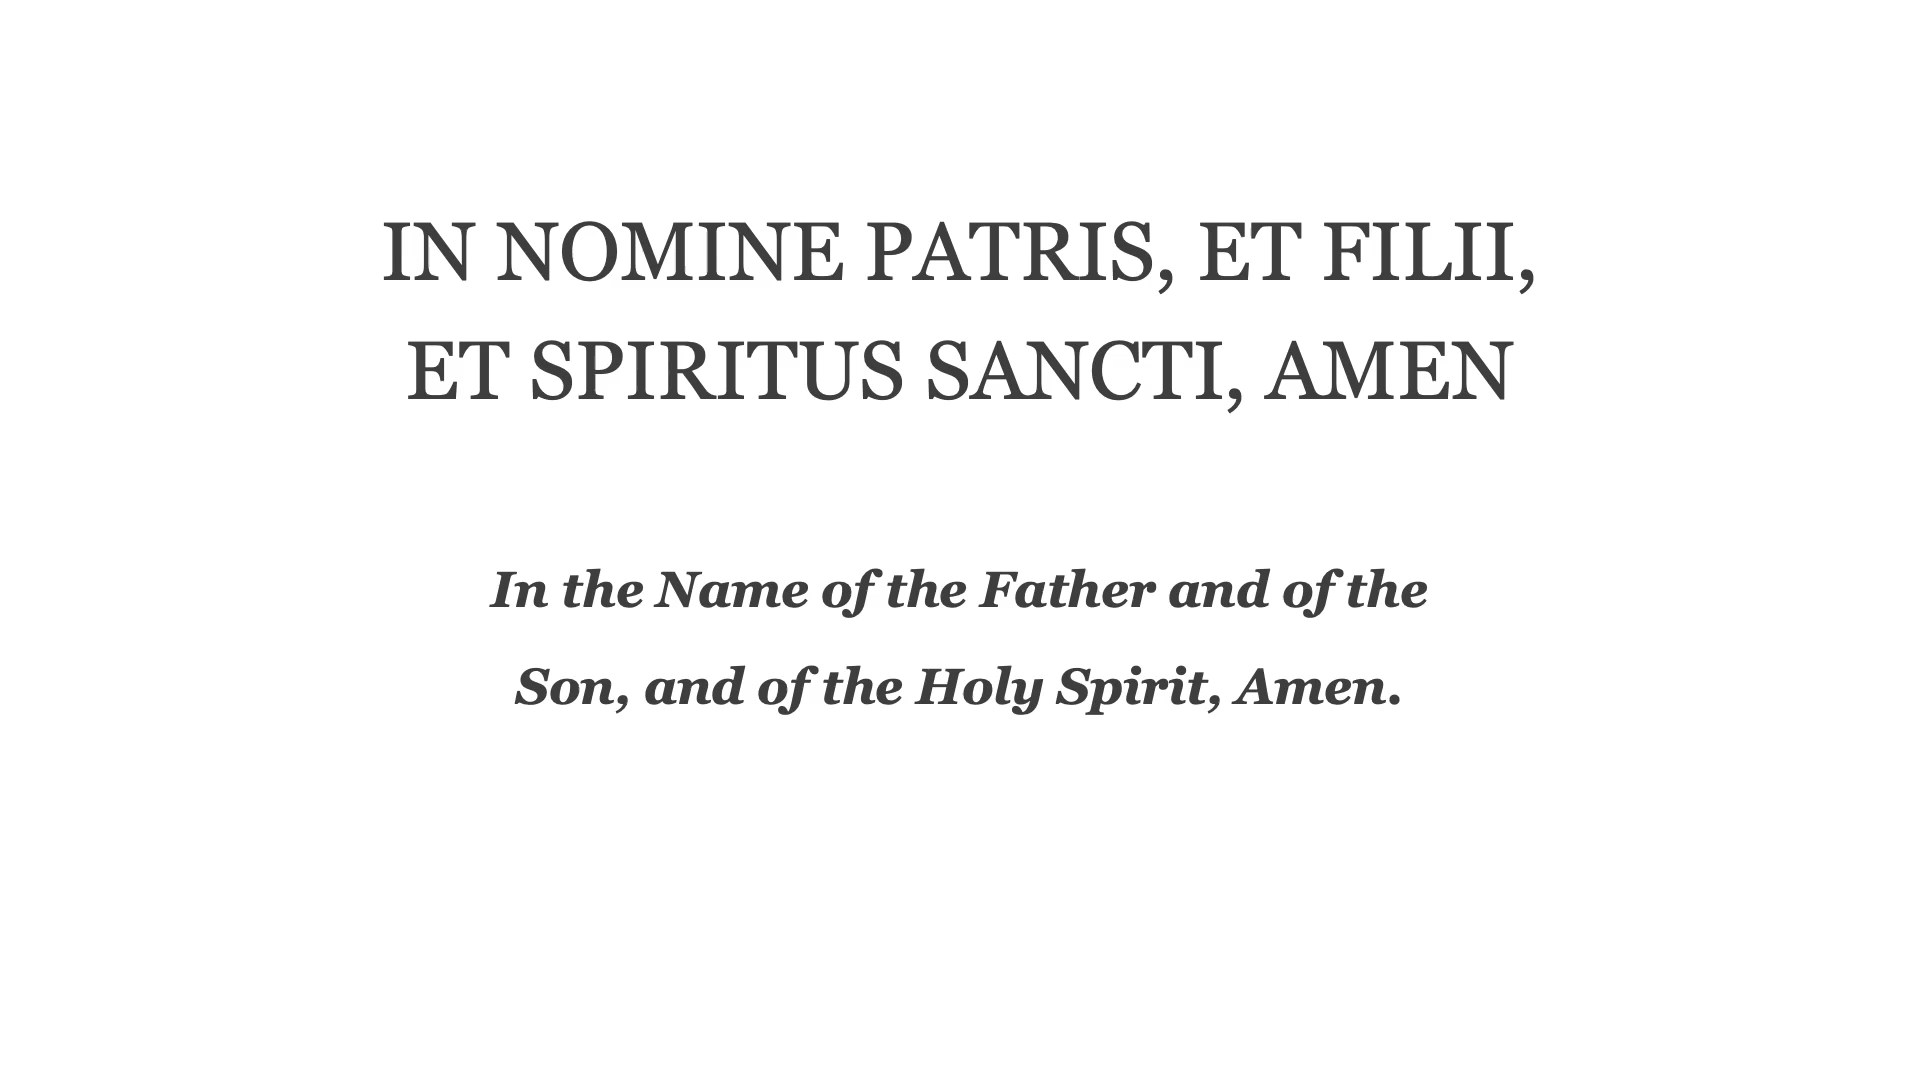 IN NOMINE PATRIS, ET FILII,
ET SPIRITUS SANCTI, AMEN
In the Name of the Father and of the
Son, and of the Holy Spirit, Amen.